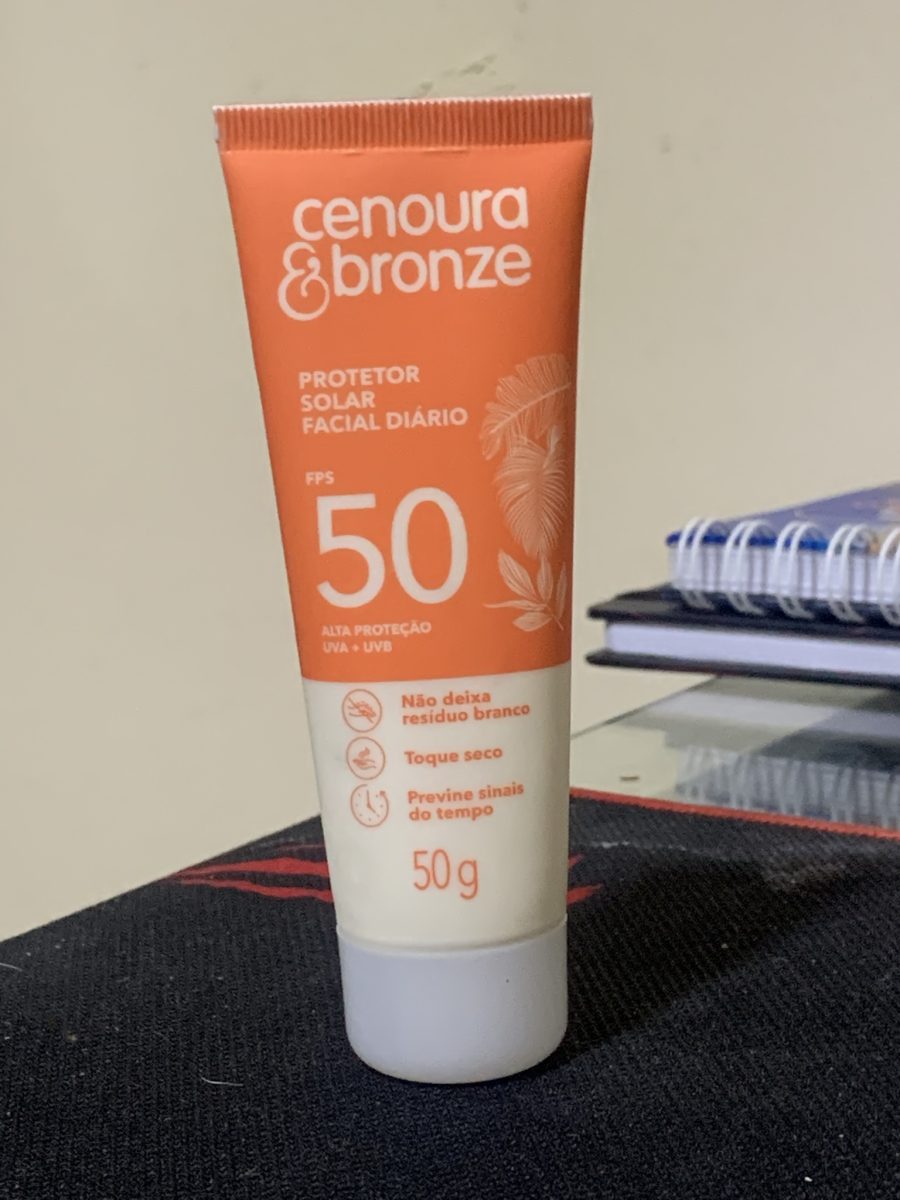 cenoura
&bronze
PROTETOR
SOLAR
FACIAL DIÁRIO
FPS
50
ALTA PROTEÇÃO
UVA + UVB
Não deixa
resíduo branco
Toque seco
Previne sinais
do tempo
50g